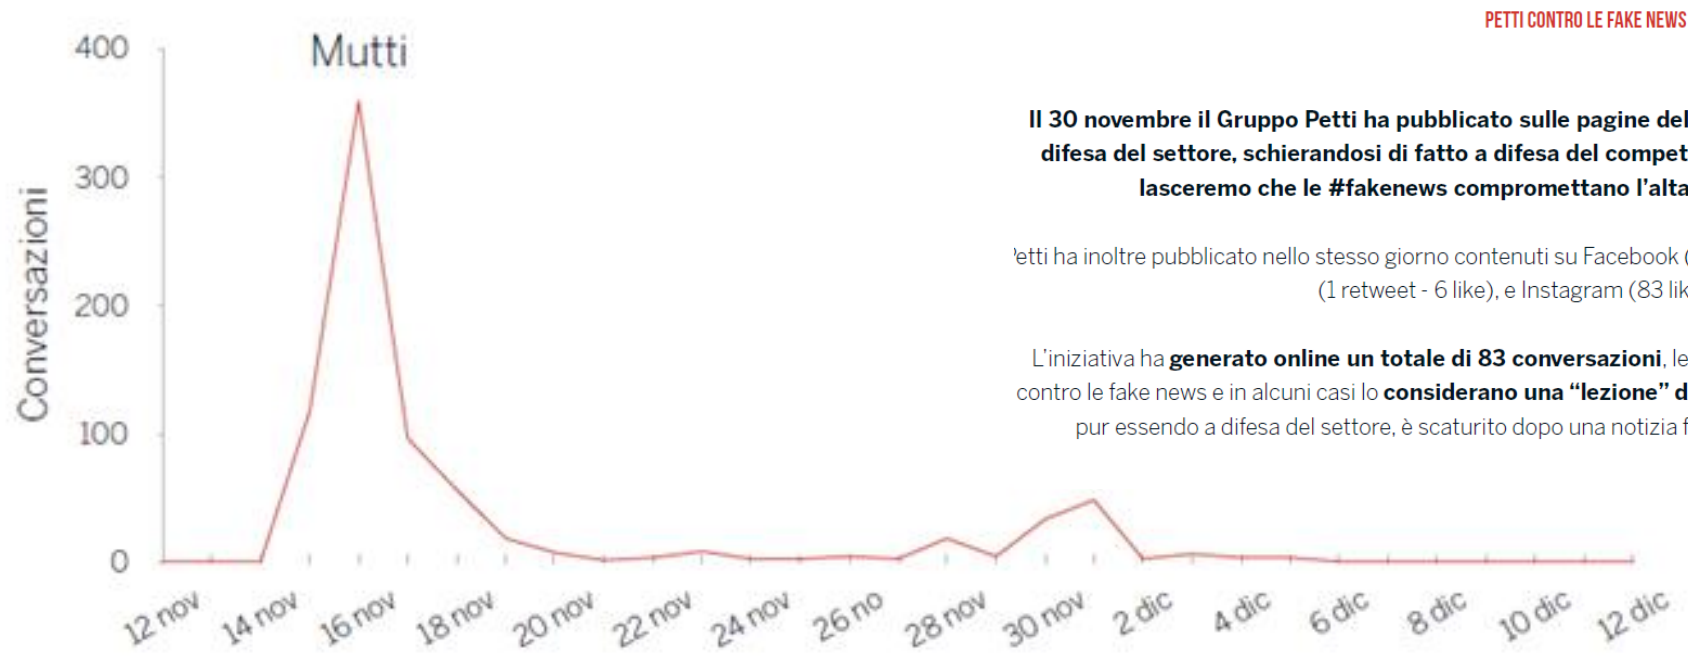 PETTI CONTRO LE FAKE NEWS
Mutti
400
300
200
100
0
Conversazioni
12 nov
14 nov
16 nov
18 nov
20 nov
22 nov
24 nov
26 no
28 nov
30 nov
2 dic
4 dic
6 dic
8 dic
10 dic
12 dic
Il 30 novembre il Gruppo Petti ha pubblicato sulle pagine del
difesa del settore, schierandosi di fatto a difesa del compet
lasceremo che le #fakenews compromettano l’alta
Petti ha inoltre pubblicato nello stesso giorno contenuti su Facebook (
(1 retweet - 6 like), e Instagram (83 lik
L’iniziativa ha generato online un totale di 83 conversazioni, le
contro le fake news e in alcuni casi lo considerano una “lezione” d
pur essendo a difesa del settore, è scaturito dopo una notizia f